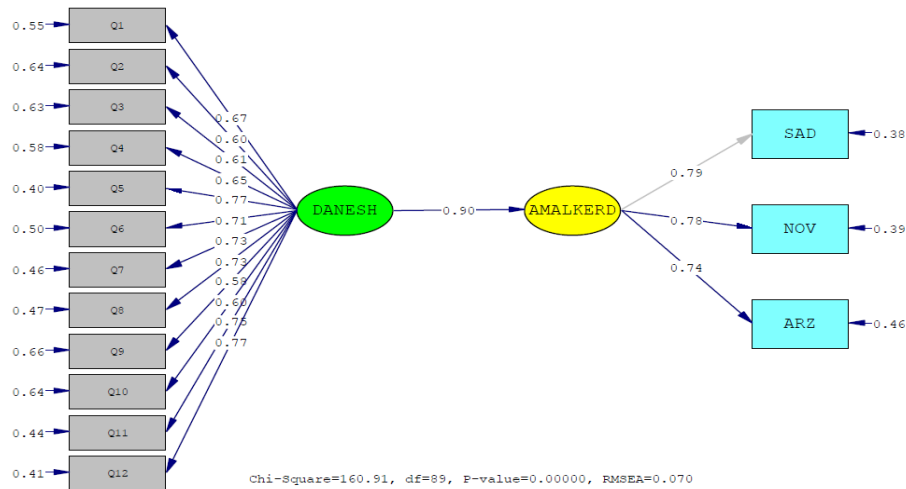 0.55 Q1
0.64 Q2
0.63 Q3
0.58 Q4
0.40 Q5
0.50 Q6
0.46 Q7
0.47 Q8
0.66 Q9
0.64 Q10
0.44 Q11
0.41 Q12
0.67
0.60
0.61
0.65
0.77
0.71
0.73
0.73
0.58
0.60
0.75
0.77
DANESH
0.90
AMALKERD
0.79
0.78
0.74
SAD 0.38
NOV 0.39
ARZ 0.46
Chi-Square=160.91, df=89, P-value=0.00000, RMSEA=0.070